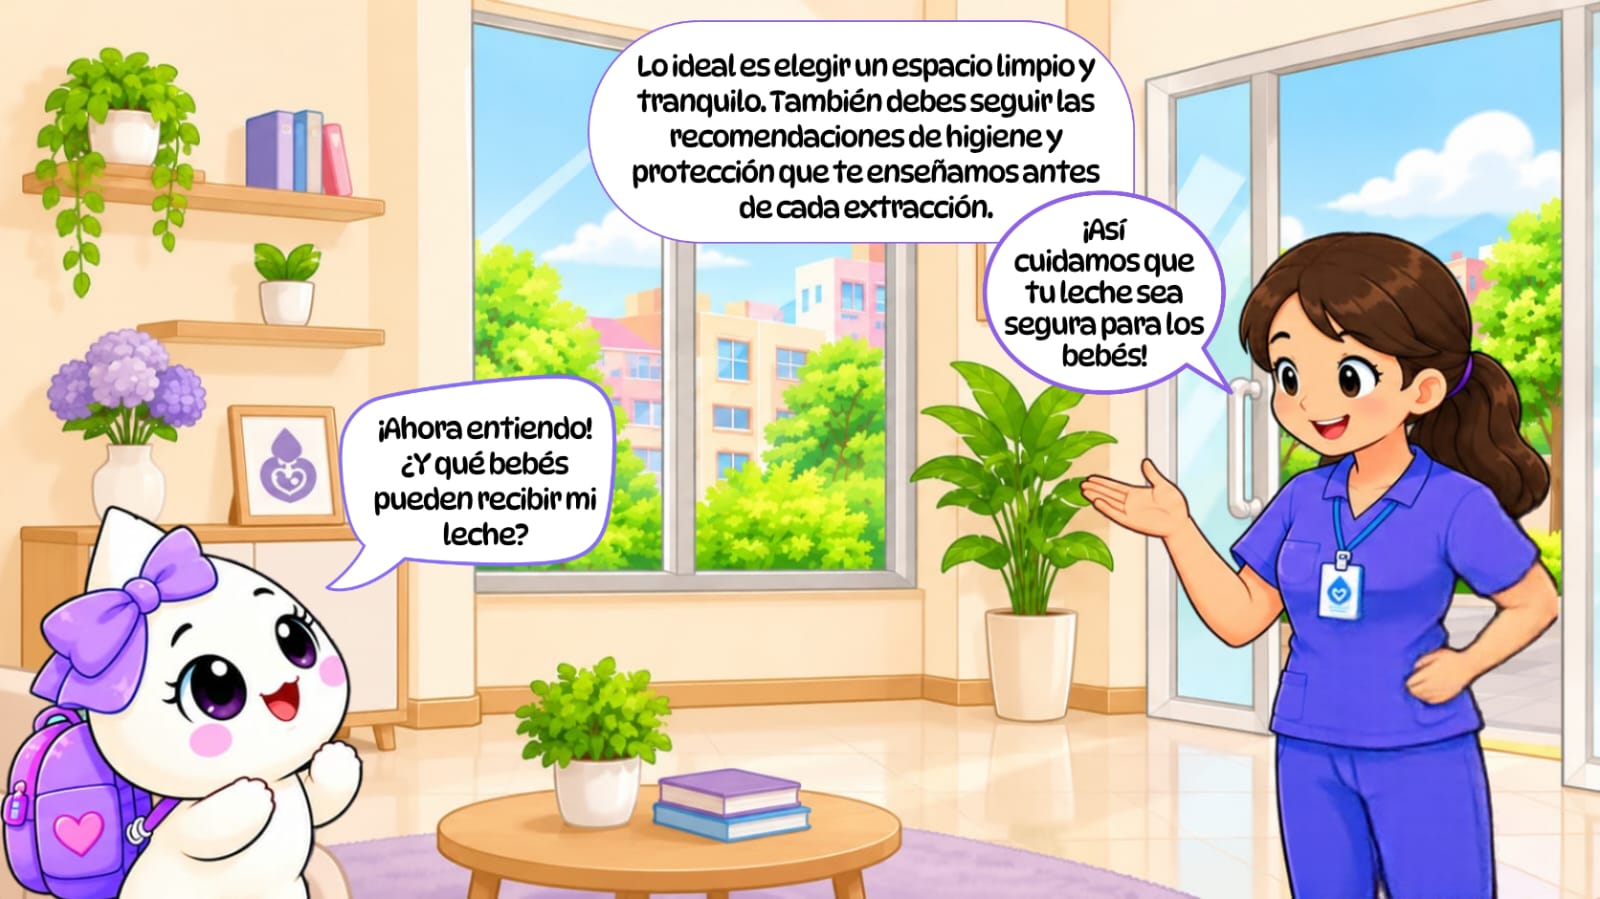 Lo ideal es elegir un espacio limpio y
tranquilo. También debes seguir las
recomendaciones de higiene y
protección que te enseñamos antes
de cada extracción.
¡Así
cuidamos que
tu leche sea
segura para los
bebés!
¡Ahora entiendo!
¿Y qué bebés
pueden recibir mi
leche?